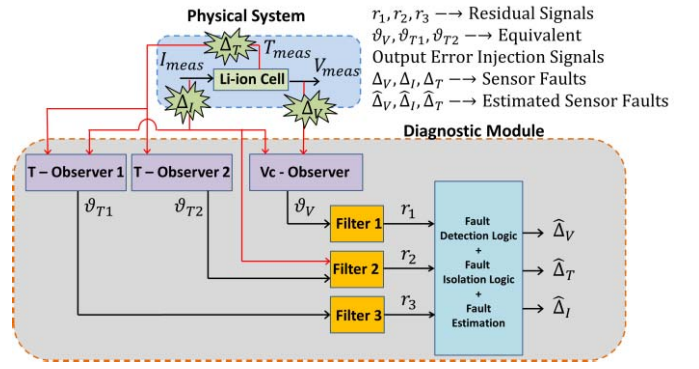 Physical System
Δ_T
T_meas
I_meas
Li-ion Cell
V_meas
Δ_I
Δ_V
r₁, r₂, r₃ −→ Residual Signals
ϑ_V, ϑ_T1, ϑ_T2 −→ Equivalent
Output Error Injection Signals
Δ_V, Δ_I, Δ_T −→ Sensor Faults
Δ̂_V, Δ̂_I, Δ̂_T −→ Estimated Sensor Faults
Diagnostic Module
T – Observer 1
T – Observer 2
Vc - Observer
ϑ_T1
ϑ_T2
ϑ_V
Filter 1
r₁
Filter 2
r₂
Filter 3
r₃
Fault
Detection Logic
+
Fault
Isolation Logic
+
Fault
Estimation
Δ̂_V
Δ̂_T
Δ̂_I